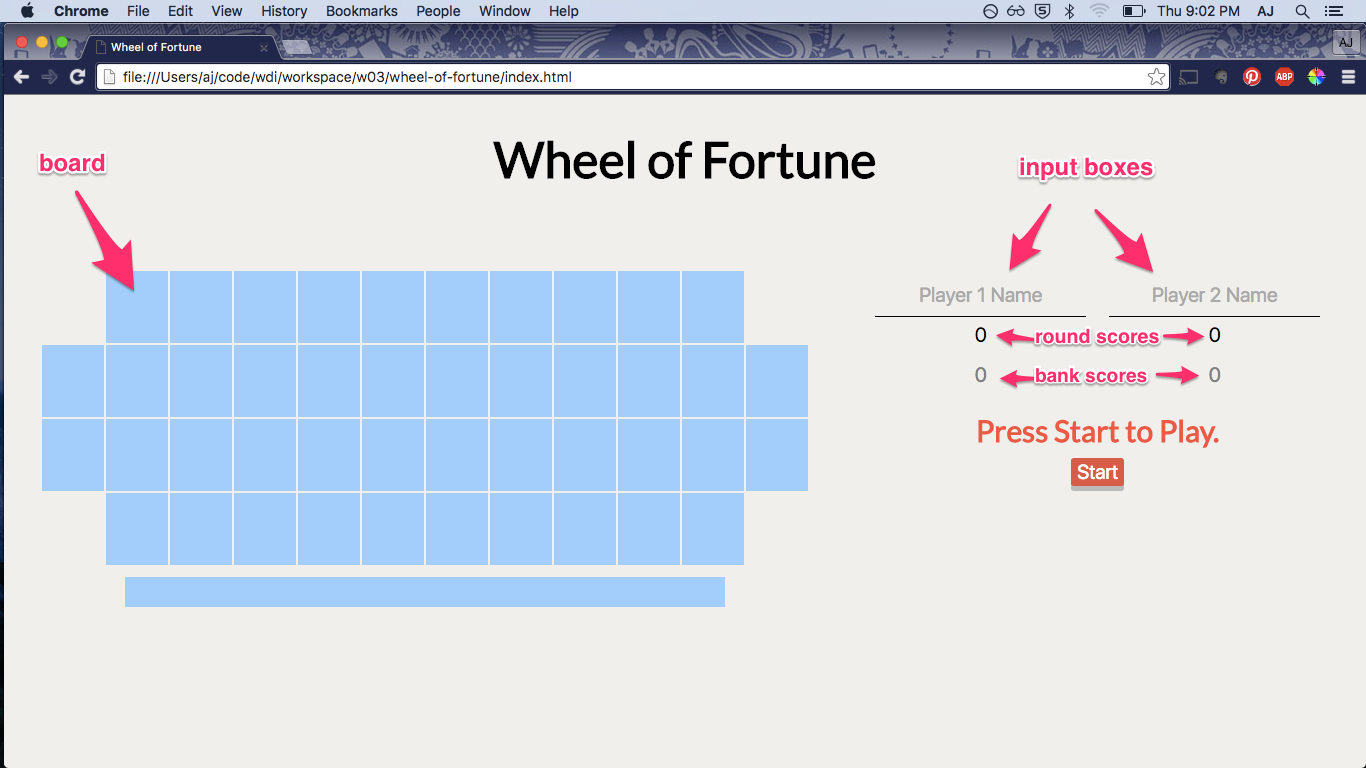 Chrome File Edit View History Bookmarks People Window Help Thu 9:02 PM AJ
Wheel of Fortune
AJ
file:///Users/aj/code/wdi/workspace/w03/wheel-of-fortune/index.html
ABP
Wheel of Fortune
board
input boxes
Player 1 Name Player 2 Name
0 round scores 0
0 bank scores 0
Press Start to Play.
Start